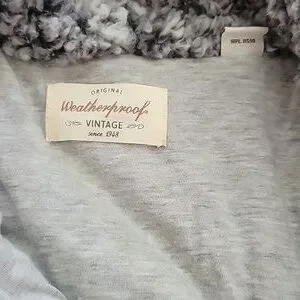 ORIGINAL
Weatherproof
VINTAGE
since 1948